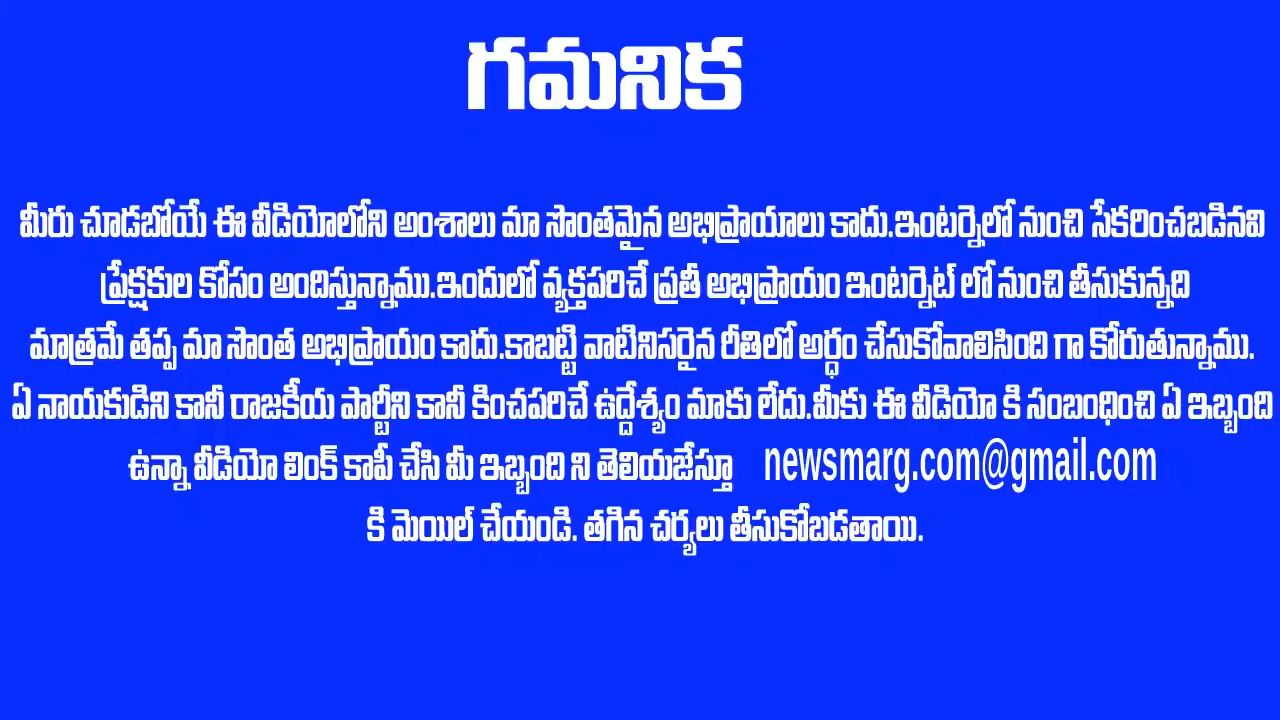 గమనిక
మీరు చూడబోయే ఈ వీడియోలోని అంశాలు మా సొంతమైన అభిప్రాయాలు కాదు.ఇంటర్నెలో నుంచి సేకరించబడినవి
ప్రేక్షకుల కోసం అందిస్తున్నాము.ఇందులో వ్యక్తపరిచే ప్రతీ అభిప్రాయం ఇంటర్నెట్ లో నుంచి తీసుకున్నది
మాత్రమే తప్ప మా సొంత అభిప్రాయం కాదు.కాబట్టి వాటినిసరైన రీతిలో అర్ధం చేసుకోవాలిసింది గా కోరుతున్నాము.
ఏ నాయకుడిని కానీ రాజకీయ పార్టీని కానీ కించపరిచే ఉద్దేశ్యం మాకు లేదు.మీకు ఈ వీడియో కి సంబంధించి ఏ ఇబ్బంది
ఉన్నా వీడియో లింక్ కాపీ చేసి మీ ఇబ్బంది ని తెలియజేస్తూ newsmarg.com@gmail.com
కి మెయిల్ చేయండి. తగిన చర్యలు తీసుకోబడతాయి.